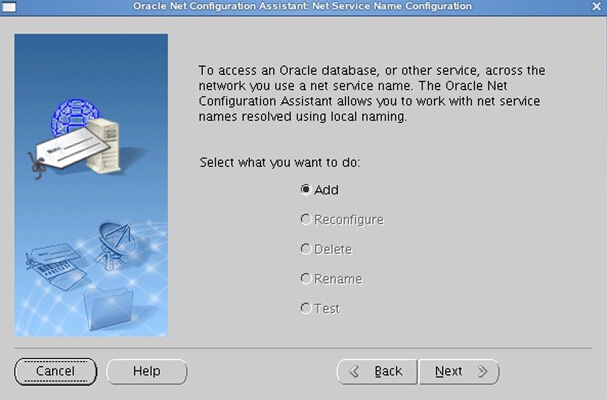 Oracle Net Configuration Assistant: Net Service Name Configuration
To access an Oracle database, or other service, across the
network you use a net service name. The Oracle Net
Configuration Assistant allows you to work with net service
names resolved using local naming.
Select what you want to do:
Add
Reconfigure
Delete
Rename
Test
Cancel Help Back Next